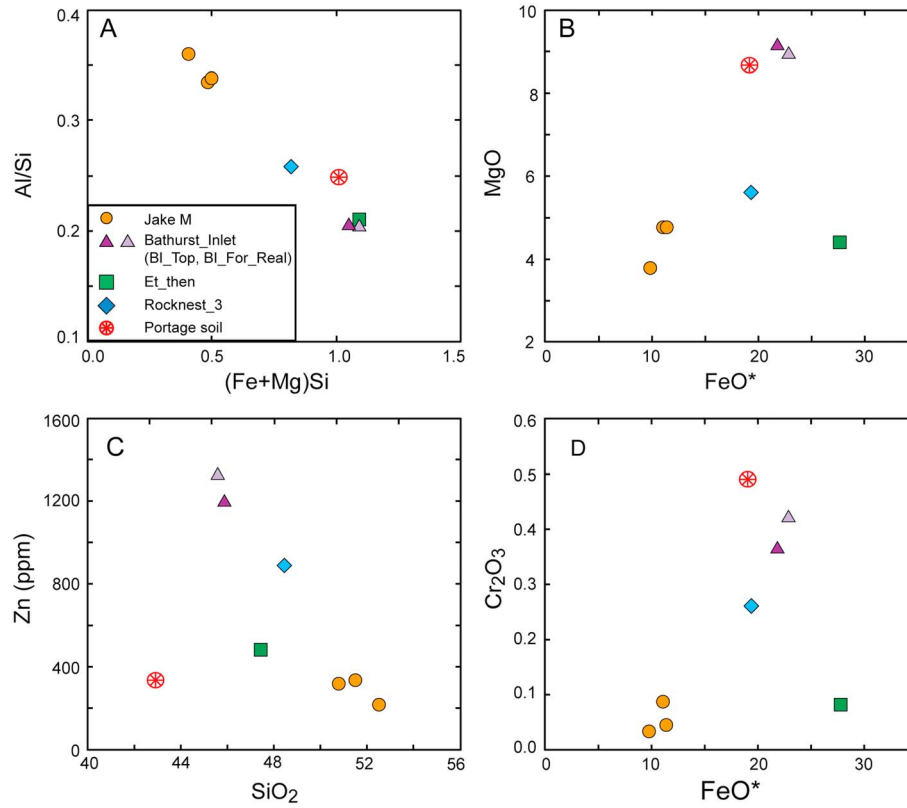 A
0.4
0.3
0.2
0.1
Al/Si
Jake M
Bathurst_Inlet
(BI_Top, BI_For_Real)
Et_then
Rocknest_3
Portage soil
0.0
0.5
1.0
1.5
(Fe+Mg)Si
B
10
8
6
4
2
MgO
0
10
20
30
FeO*
C
1600
1200
800
400
0
Zn (ppm)
40
44
48
52
56
SiO₂
D
0.6
0.5
0.4
0.3
0.2
0.1
0.0
Cr₂O₃
0
10
20
30
FeO*